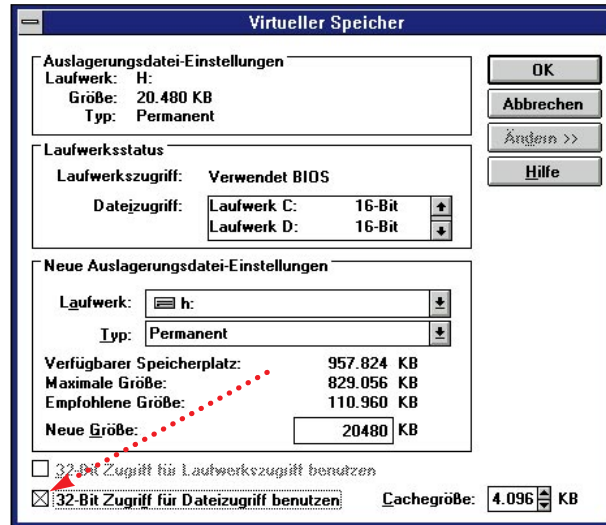 Virtueller Speicher
Auslagerungsdatei-Einstellungen
Laufwerk: H:
Größe: 20.480 KB
Typ: Permanent
OK
Abbrechen
Ändern >>
Hilfe
Laufwerksstatus
Laufwerkszugriff: Verwendet BIOS
Dateizugriff: Laufwerk C: 16-Bit
Laufwerk D: 16-Bit
Neue Auslagerungsdatei-Einstellungen
Laufwerk: h:
Typ: Permanent
Verfügbarer Speicherplatz: 957.824 KB
Maximale Größe: 829.056 KB
Empfohlene Größe: 110.960 KB
Neue Größe: 20480 KB
32-Bit Zugriff für Laufwerkszugriff benutzen
32-Bit Zugriff für Dateizugriff benutzen Cachegröße: 4.096 KB